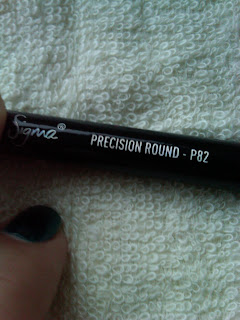 Sigma® PRECISION ROUND - P82